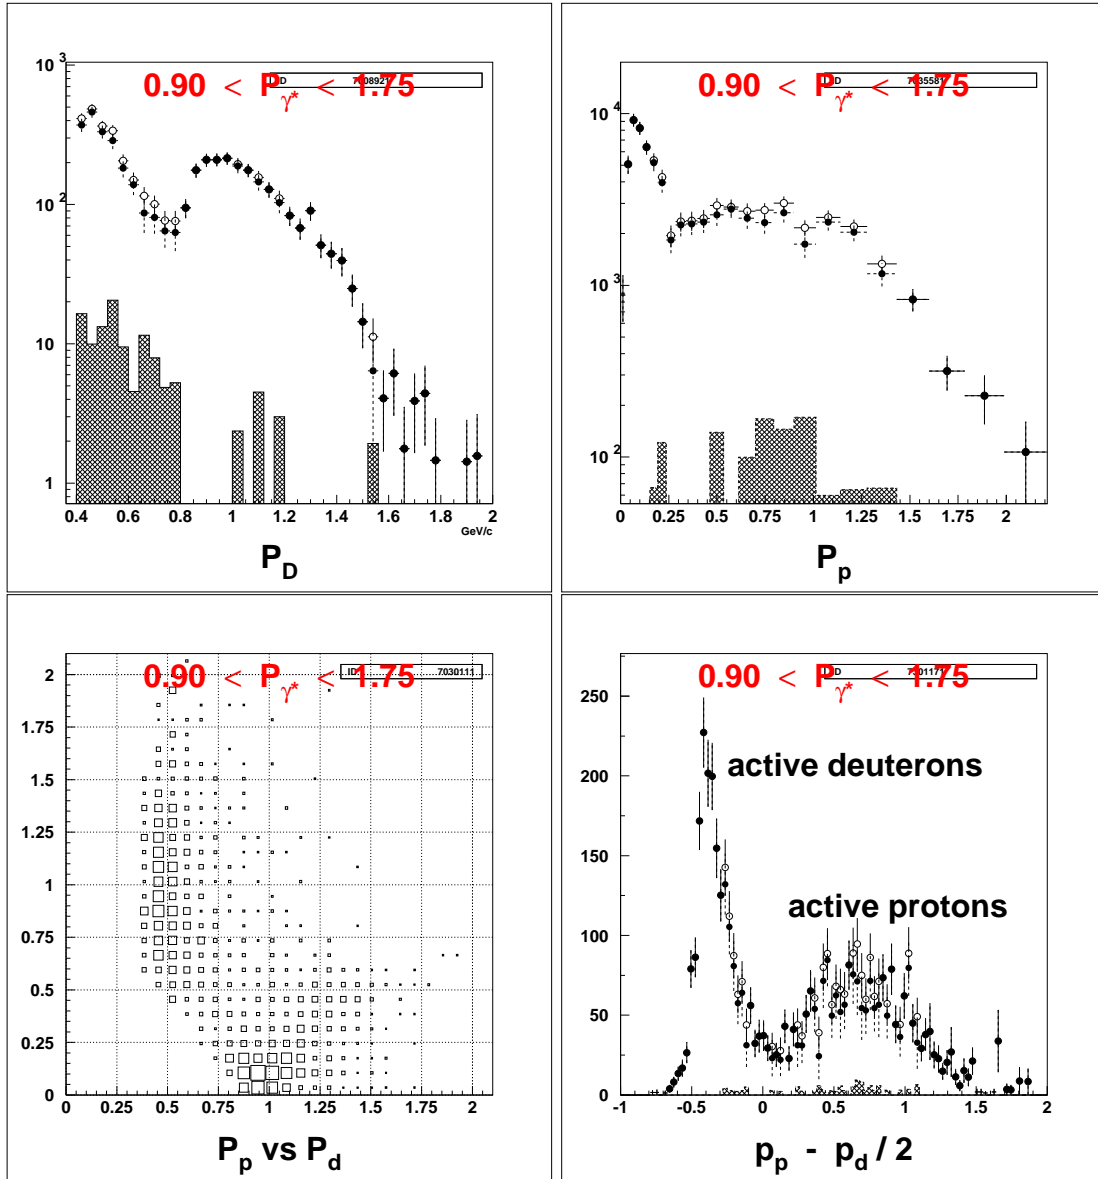 0.90 < P_γ* < 1.75
7008921
10^3
10^2
10
1
0.4 0.6 0.8 1 1.2 1.4 1.6 1.8 2
GeV/c
P_D
0.90 < P_γ* < 1.75
10^4
10^3
10^2
0 0.25 0.5 0.75 1 1.25 1.5 1.75 2
P_p
0.90 < P_γ* < 1.75
ID 7030111
2
1.75
1.5
1.25
1
0.75
0.5
0.25
0
0 0.25 0.5 0.75 1 1.25 1.5 1.75 2
P_p vs P_d
0.90 < P_γ* < 1.75
250
200
150
100
50
0
active deuterons
active protons
-1 -0.5 0 0.5 1 1.5 2
p_p - p_d / 2